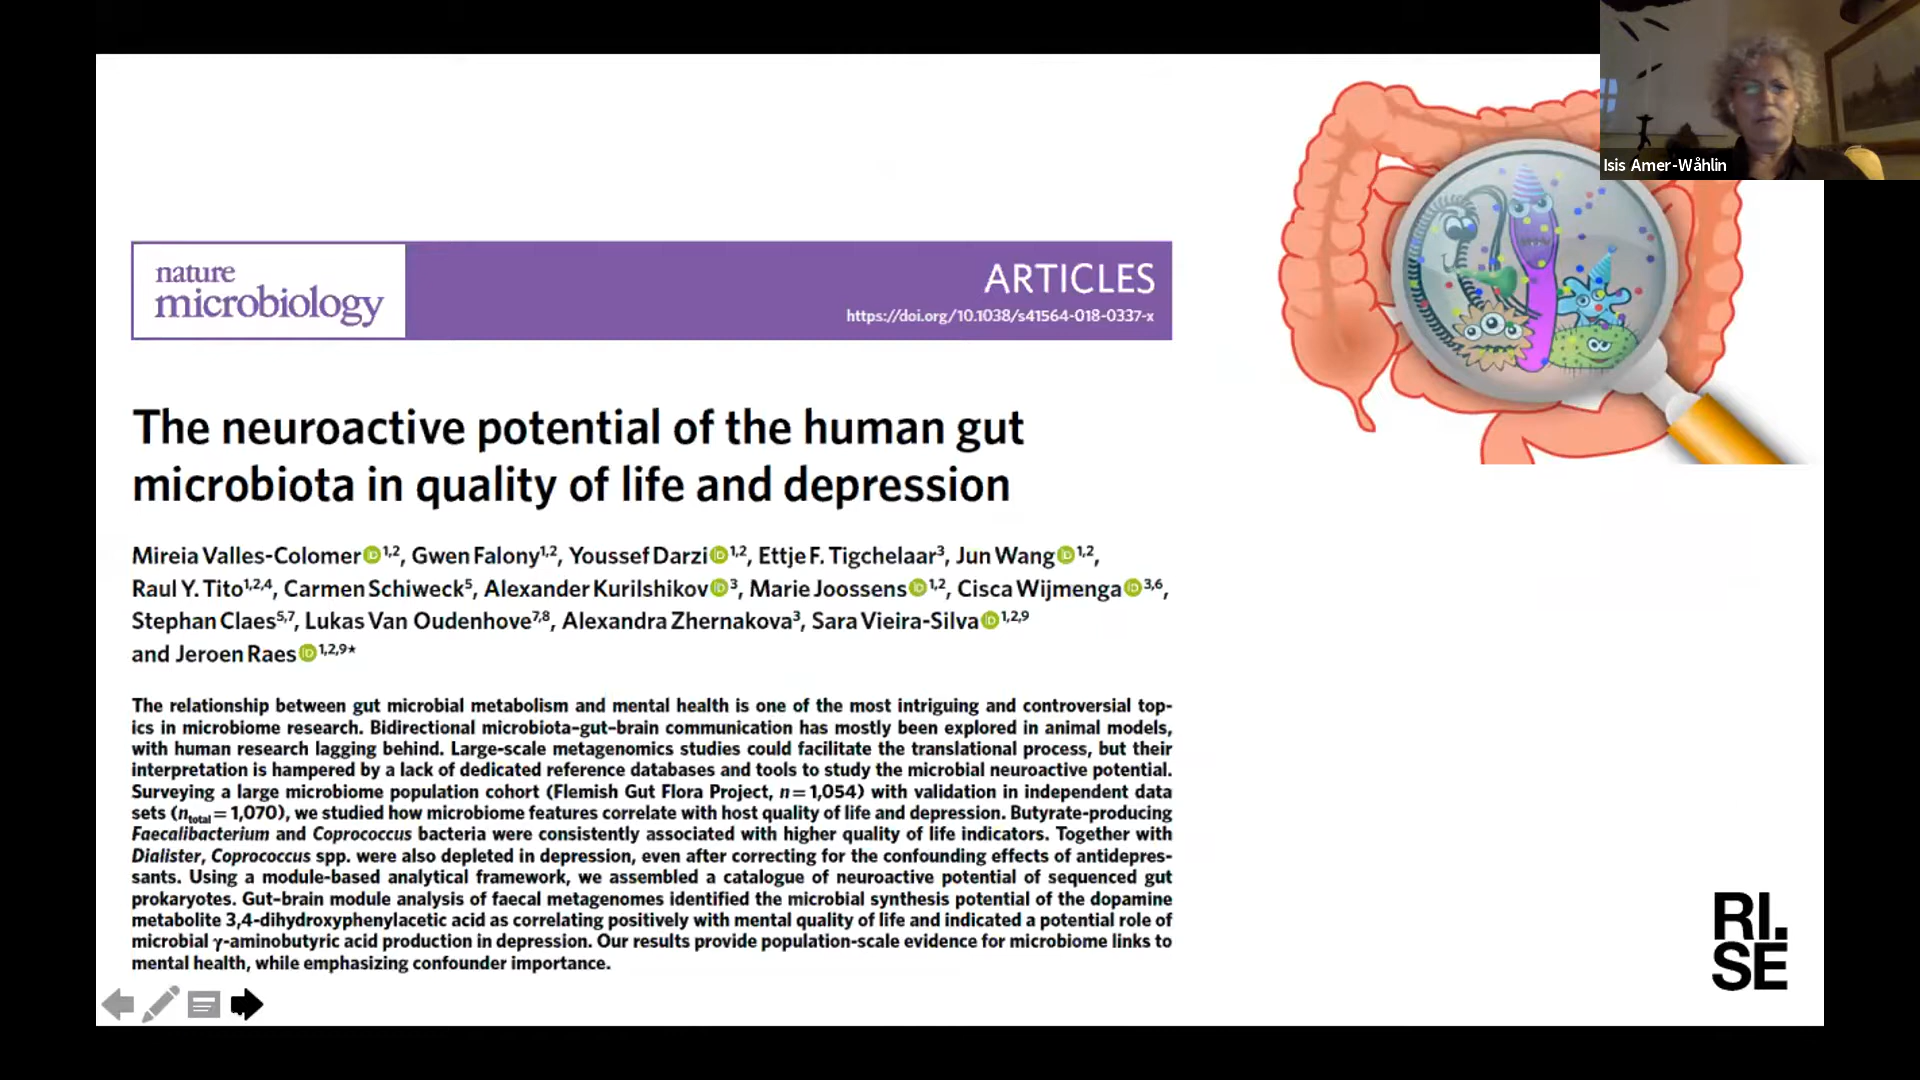 Isis Amer-Wåhlin
nature
microbiology
ARTICLES
https://doi.org/10.1038/s41564-018-0337-x
The neuroactive potential of the human gut
microbiota in quality of life and depression
Mireia Valles-Colomer iD 1,2, Gwen Falony1,2, Youssef Darzi iD 1,2, Ettje F. Tigchelaar3, Jun Wang iD 1,2,
Raul Y. Tito1,2,4, Carmen Schiweck5, Alexander Kurilshikov iD 3, Marie Joossens iD 1,2, Cisca Wijmenga iD 3,6,
Stephan Claes5,7, Lukas Van Oudenhove7,8, Alexandra Zhernakova3, Sara Vieira-Silva iD 1,2,9
and Jeroen Raes iD 1,2,9*
The relationship between gut microbial metabolism and mental health is one of the most intriguing and controversial top-
ics in microbiome research. Bidirectional microbiota–gut–brain communication has mostly been explored in animal models,
with human research lagging behind. Large-scale metagenomics studies could facilitate the translational process, but their
interpretation is hampered by a lack of dedicated reference databases and tools to study the microbial neuroactive potential.
Surveying a large microbiome population cohort (Flemish Gut Flora Project, n = 1,054) with validation in independent data
sets (ntotal = 1,070), we studied how microbiome features correlate with host quality of life and depression. Butyrate-producing
Faecalibacterium and Coprococcus bacteria were consistently associated with higher quality of life indicators. Together with
Dialister, Coprococcus spp. were also depleted in depression, even after correcting for the confounding effects of antidepres-
sants. Using a module-based analytical framework, we assembled a catalogue of neuroactive potential of sequenced gut
prokaryotes. Gut–brain module analysis of faecal metagenomes identified the microbial synthesis potential of the dopamine
metabolite 3,4-dihydroxyphenylacetic acid as correlating positively with mental quality of life and indicated a potential role of
microbial γ-aminobutyric acid production in depression. Our results provide population-scale evidence for microbiome links to
mental health, while emphasizing confounder importance.
RI.
SE